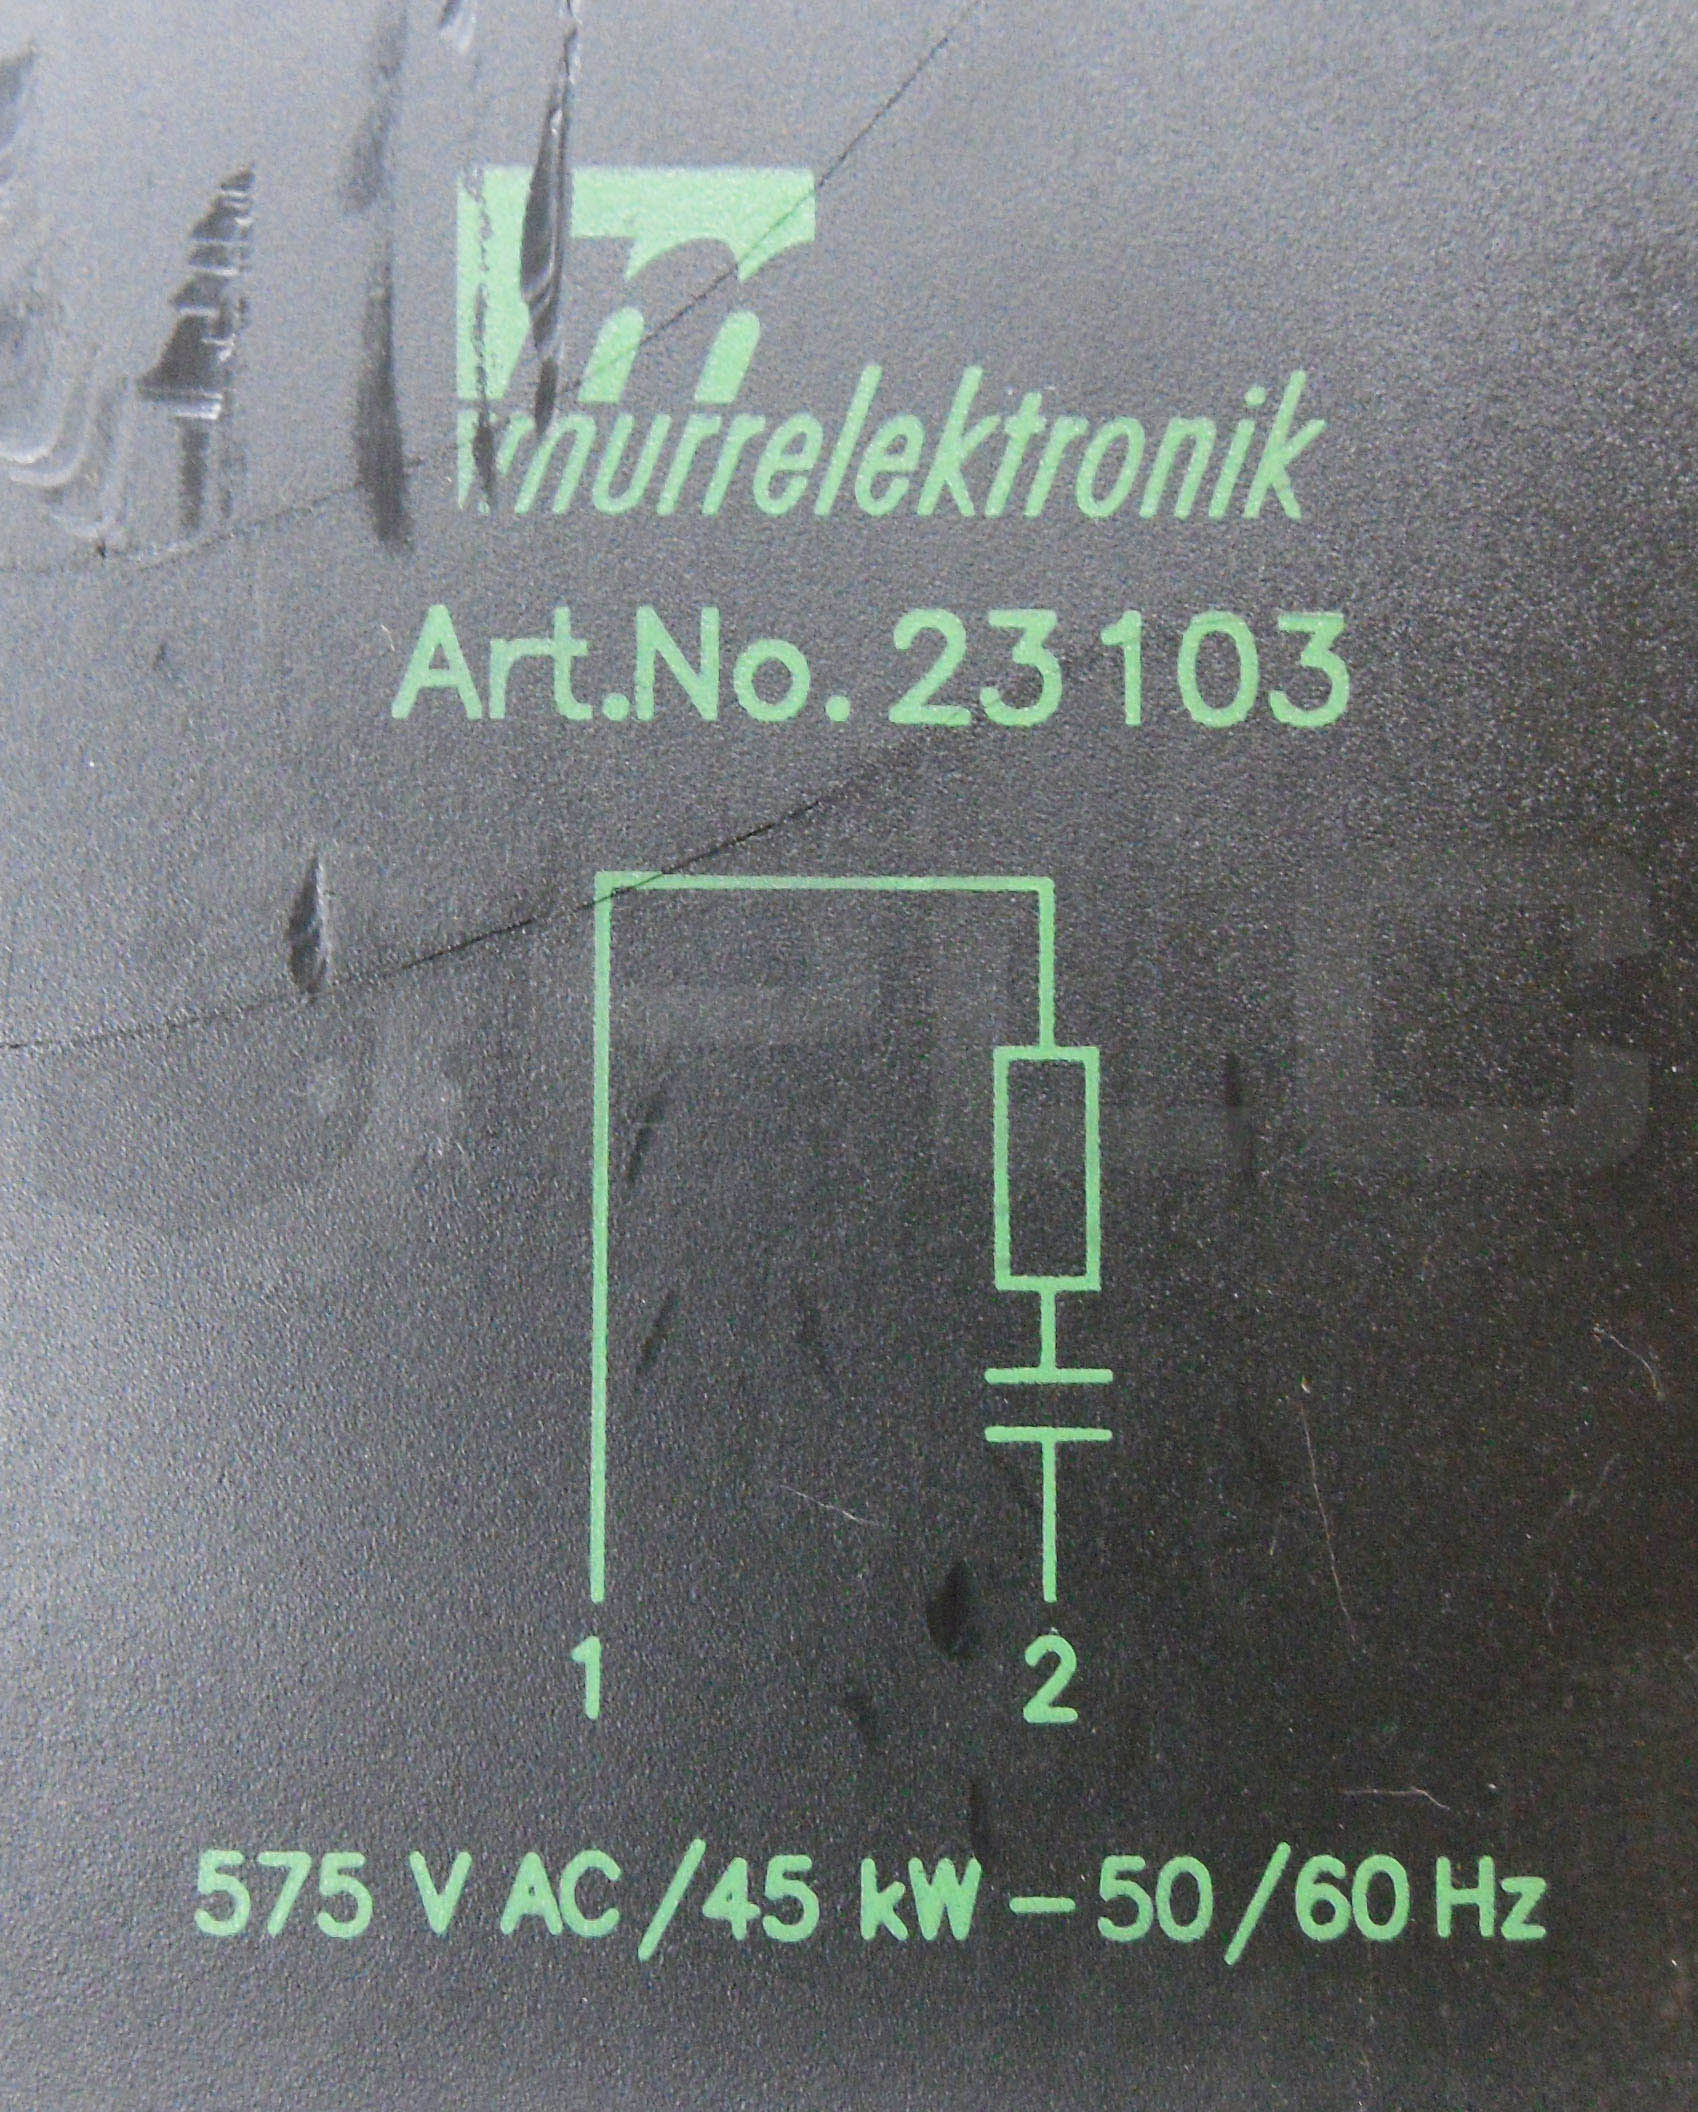 murrelektronik
Art.No. 23103
1 2
575 V AC/45 kW – 50/60 Hz